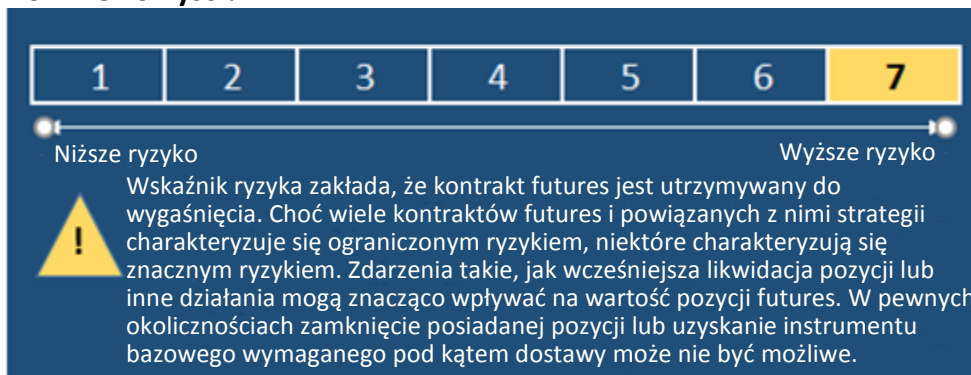 1 2 3 4 5 6 7
Niższe ryzyko Wyższe ryzyko
Wskaźnik ryzyka zakłada, że kontrakt futures jest utrzymywany do
wygaśnięcia. Choć wiele kontraktów futures i powiązanych z nimi strategii
! charakteryzuje się ograniczonym ryzykiem, niektóre charakteryzują się
znacznym ryzykiem. Zdarzenia takie, jak wcześniejsza likwidacja pozycji lub
inne działania mogą znacząco wpływać na wartość pozycji futures. W pewnych
okolicznościach zamknięcie posiadanej pozycji lub uzyskanie instrumentu
bazowego wymaganego pod kątem dostawy może nie być możliwe.